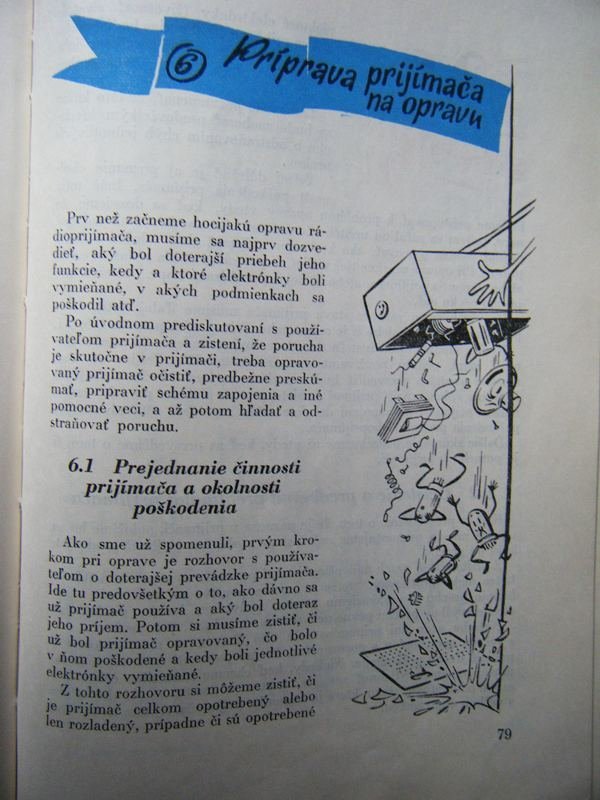 6 Príprava prijímača
na opravu
Prv než začneme hocijakú opravu rá-
dioprijímača, musíme sa najprv dozve-
dieť, aký bol doterajší priebeh jeho
funkcie, kedy a ktoré elektrónky boli
vymieňané, v akých podmienkach sa
poškodil atď.
Po úvodnom prediskutovaní s použí-
vateľom prijímača a zistení, že porucha
je skutočne v prijímači, treba opravo-
vaný prijímač očistiť, predbežne preskú-
mať, pripraviť schému zapojenia a iné
pomocné veci, a až potom hľadať a od-
straňovať poruchu.
6.1 Prejednanie činnosti
prijímača a okolnosti
poškodenia
Ako sme už spomenuli, prvým kro-
kom pri oprave je rozhovor s používa-
teľom o doterajšej prevádzke prijímača.
Ide tu predovšetkým o to, ako dávno sa
už prijímač používa a aký bol doteraz
jeho príjem. Potom si musíme zistiť, či
už bol prijímač opravovaný, čo bolo
v ňom poškodené a kedy boli jednotlivé
elektrónky vymieňané.
Z tohto rozhovoru si môžeme zistiť, či
je prijímač celkom opotrebený alebo
len rozladený, prípadne či sú opotrebené
79